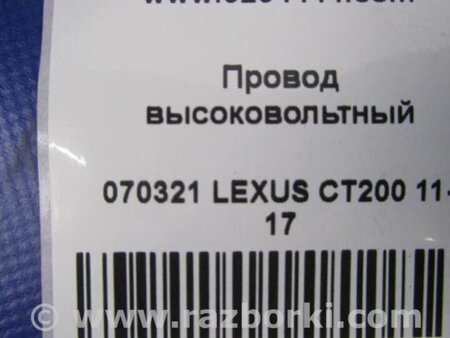 Провод
высоковольтный
070321 LEXUS CT200 11-
17
© www.razborki.com